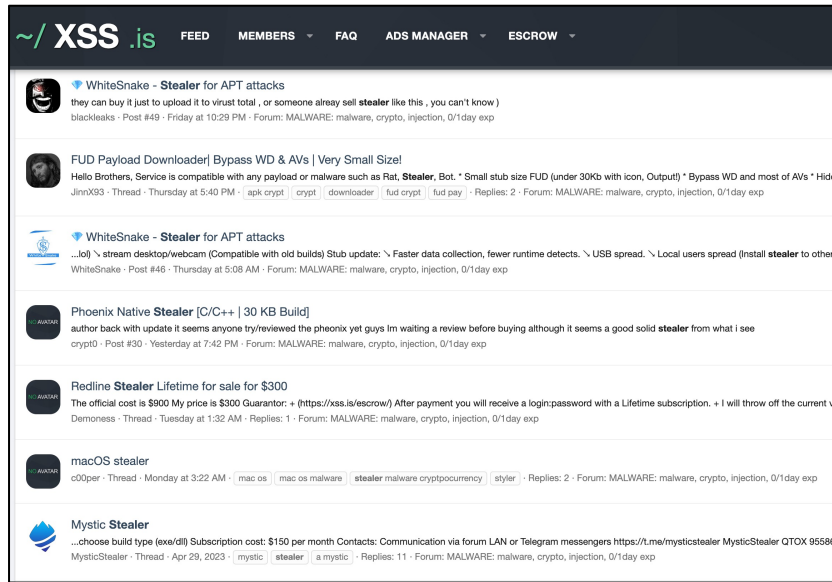 ~/ XSS .is FEED MEMBERS FAQ ADS MANAGER ESCROW
WhiteSnake - Stealer for APT attacks
they can buy it just to upload it to virust total , or someone alreay sell stealer like this , you can't know )
blackleaks · Post #49 · Friday at 10:29 PM · Forum: MALWARE: malware, crypto, injection, 0/1day exp
FUD Payload Downloader| Bypass WD & AVs | Very Small Size!
Hello Brothers, Service is compatible with any payload or malware such as Rat, Stealer, Bot. * Small stub size FUD (under 30Kb with icon, Output!) * Bypass WD and most of AVs * Hide
JinnX93 · Thread · Thursday at 5:40 PM · apk crypt crypt downloader fud crypt fud pay · Replies: 2 · Forum: MALWARE: malware, crypto, injection, 0/1day exp
WhiteSnake - Stealer for APT attacks
...lol) ↘ stream desktop/webcam (Compatible with old builds) Stub update: ↘ Faster data collection, fewer runtime detects. ↘ USB spread. ↘ Local users spread (Install stealer to other
WhiteSnake · Post #46 · Thursday at 5:08 AM · Forum: MALWARE: malware, crypto, injection, 0/1day exp
NO AVATAR
Phoenix Native Stealer [C/C++ | 30 KB Build]
author back with update it seems anyone try/reviewed the pheonix yet guys Im waiting a review before buying although it seems a good solid stealer from what i see
crypt0 · Post #30 · Yesterday at 7:42 PM · Forum: MALWARE: malware, crypto, injection, 0/1day exp
NO AVATAR
Redline Stealer Lifetime for sale for $300
The official cost is $900 My price is $300 Guarantor: + (https://xss.is/escrow/) After payment you will receive a login:password with a Lifetime subscription. + I will throw off the current v
Demoness · Thread · Tuesday at 1:32 AM · Replies: 1 · Forum: MALWARE: malware, crypto, injection, 0/1day exp
NO AVATAR
macOS stealer
c00per · Thread · Monday at 3:22 AM · mac os mac os malware stealer malware cryptpocurrency styler · Replies: 2 · Forum: MALWARE: malware, crypto, injection, 0/1day exp
Mystic Stealer
...choose build type (exe/dll) Subscription cost: $150 per month Contacts: Communication via forum LAN or Telegram messengers https://t.me/mysticstealer MysticStealer QTOX 95586
MysticStealer · Thread · Apr 29, 2023 · mystic stealer a mystic · Replies: 11 · Forum: MALWARE: malware, crypto, injection, 0/1day exp